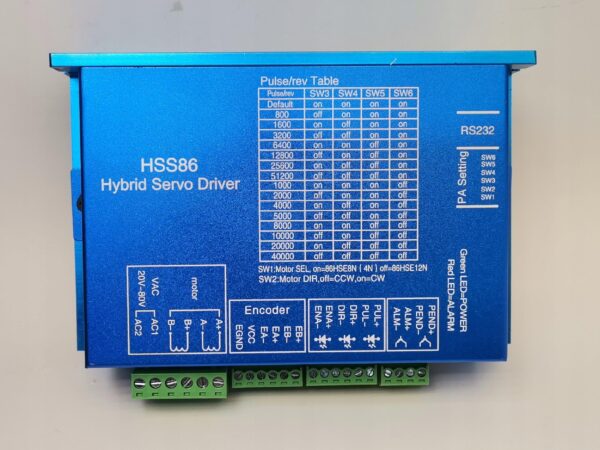 Pulse/rev Table
Pulse/rev SW3 SW4 SW5 SW6
Default on on on on
800 off on on on
1600 on off on on
3200 off off on on
6400 on on off on
12800 off on off on
25600 on off off on
51200 off off off on
1000 on on on off
2000 off on on off
4000 on off on off
5000 off off on off
8000 on on off off
10000 off on off off
20000 on off off off
40000 off off off off
SW1:Motor SEL, on=86HSE8N ( 4N ) off=86HSE12N
SW2:Motor DIR,off=CCW,on=CW
HSS86
Hybrid Servo Driver
RS232
PA Setting
SW6
SW5
SW4
SW3
SW2
SW1
Green LED=POWER
Red LED=ALARM
VAC
20V~80V
AC1
AC2
motor
A+
A-
B+
B-
Encoder
EB+
EB-
EA+
EA-
VCC
EGND
PUL+
PUL-
DIR+
DIR-
ENA+
ENA-
PEND+
PEND-
ALM+
ALM-